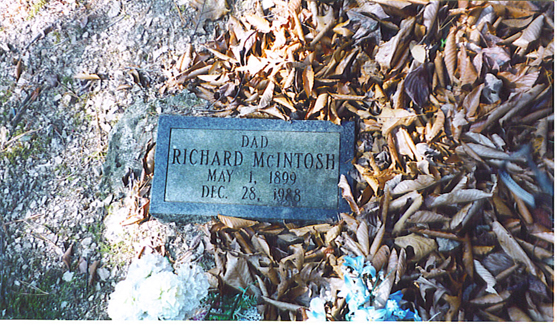 DAD
RICHARD McINTOSH
MAY 1, 1899
DEC. 28, 1988